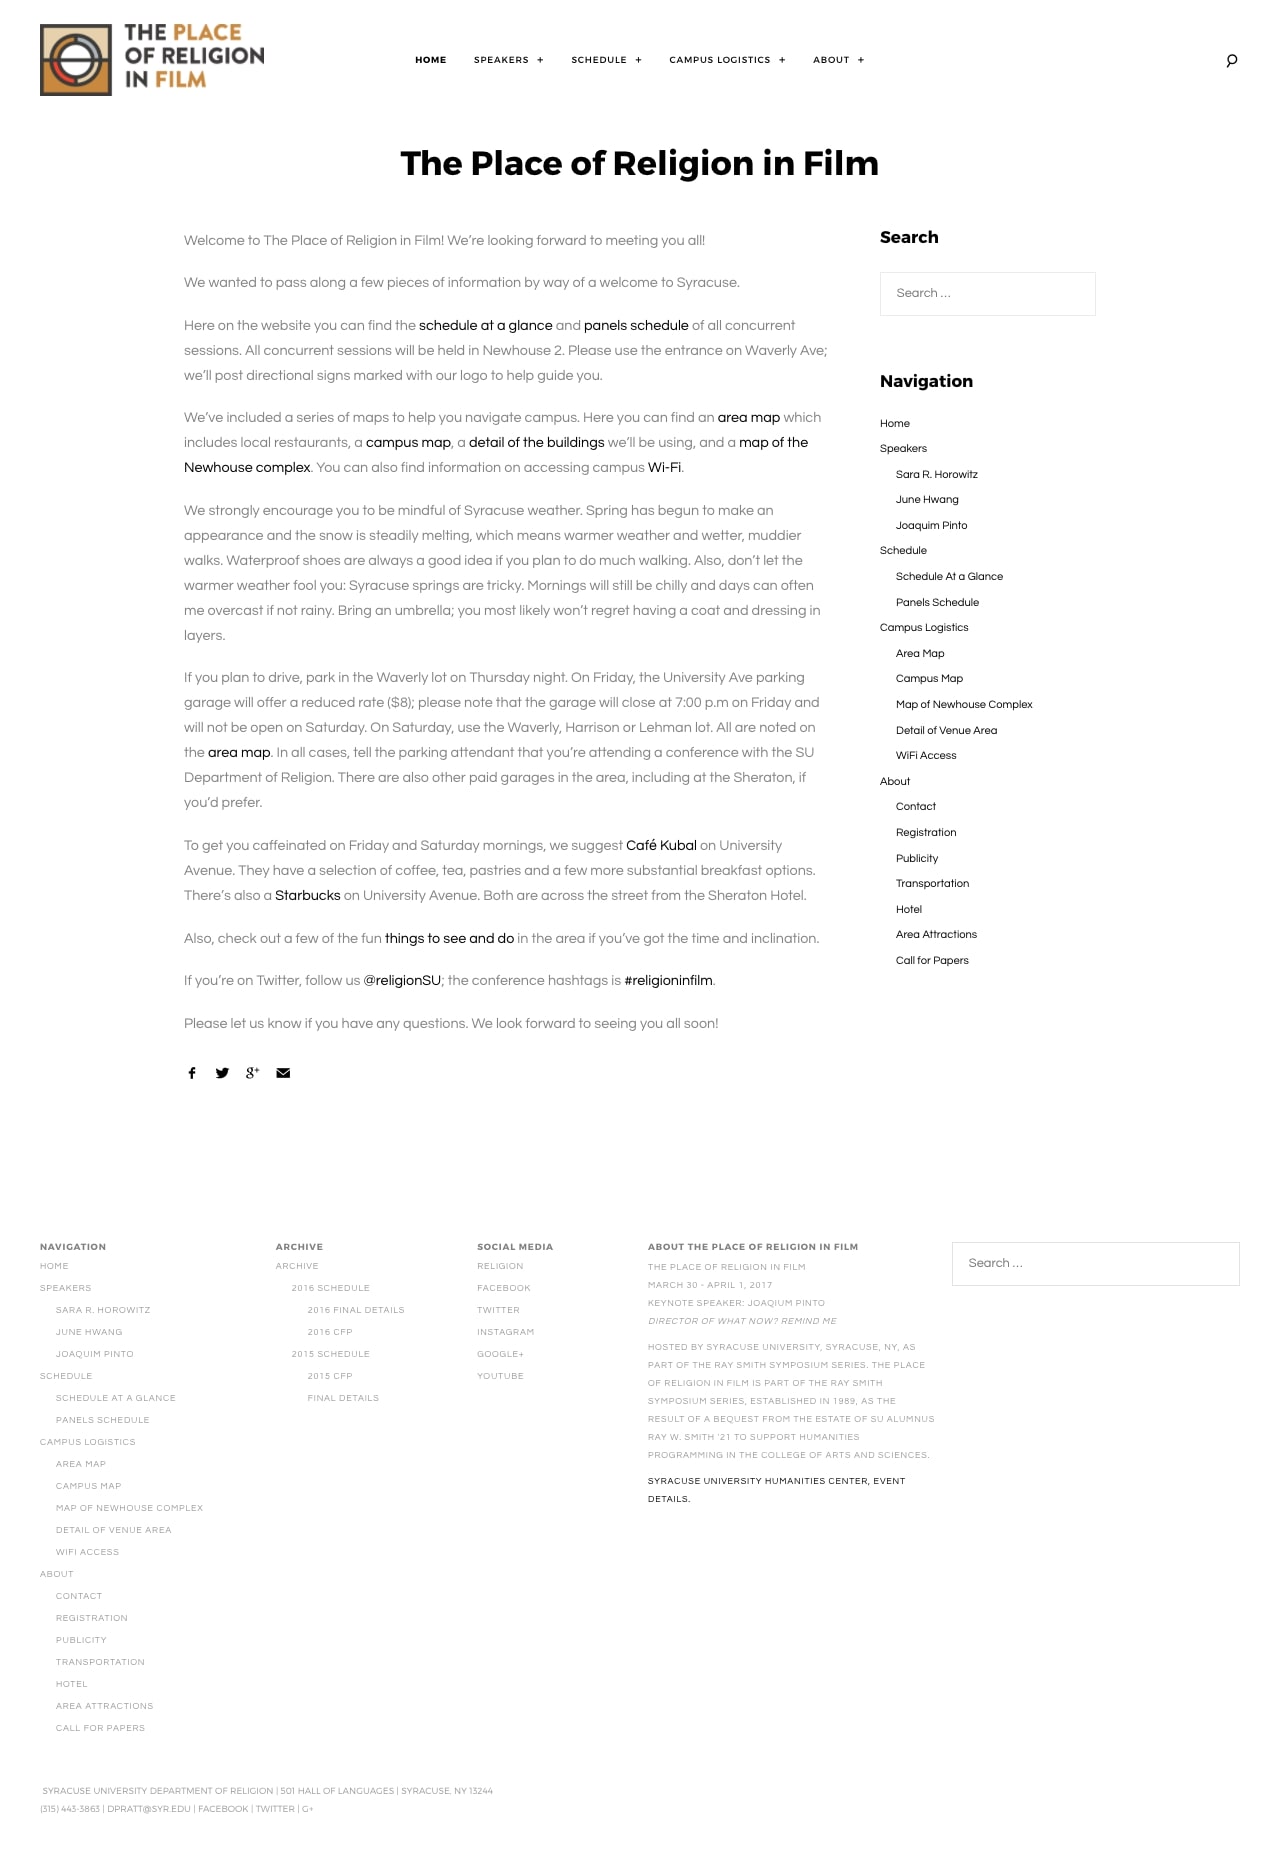 THE PLACE
OF RELIGION
IN FILM
HOME
SPEAKERS +
SCHEDULE +
CAMPUS LOGISTICS +
ABOUT +
The Place of Religion in Film
Welcome to The Place of Religion in Film! We’re looking forward to meeting you all!
We wanted to pass along a few pieces of information by way of a welcome to Syracuse.
Here on the website you can find the schedule at a glance and panels schedule of all concurrent
sessions. All concurrent sessions will be held in Newhouse 2. Please use the entrance on Waverly Ave;
we’ll post directional signs marked with our logo to help guide you.
We’ve included a series of maps to help you navigate campus. Here you can find an area map which
includes local restaurants, a campus map, a detail of the buildings we’ll be using, and a map of the
Newhouse complex. You can also find information on accessing campus Wi-Fi.
We strongly encourage you to be mindful of Syracuse weather. Spring has begun to make an
appearance and the snow is steadily melting, which means warmer weather and wetter, muddier
walks. Waterproof shoes are always a good idea if you plan to do much walking. Also, don’t let the
warmer weather fool you: Syracuse springs are tricky. Mornings will still be chilly and days can often
me overcast if not rainy. Bring an umbrella; you most likely won’t regret having a coat and dressing in
layers.
If you plan to drive, park in the Waverly lot on Thursday night. On Friday, the University Ave parking
garage will offer a reduced rate ($8); please note that the garage will close at 7:00 p.m on Friday and
will not be open on Saturday. On Saturday, use the Waverly, Harrison or Lehman lot. All are noted on
the area map. In all cases, tell the parking attendant that you’re attending a conference with the SU
Department of Religion. There are also other paid garages in the area, including at the Sheraton, if
you’d prefer.
To get you caffeinated on Friday and Saturday mornings, we suggest Café Kubal on University
Avenue. They have a selection of coffee, tea, pastries and a few more substantial breakfast options.
There’s also a Starbucks on University Avenue. Both are across the street from the Sheraton Hotel.
Also, check out a few of the fun things to see and do in the area if you’ve got the time and inclination.
If you’re on Twitter, follow us @religionSU; the conference hashtags is #religioninfilm.
Please let us know if you have any questions. We look forward to seeing you all soon!
Search
Search …
Navigation
Home
Speakers
Sara R. Horowitz
June Hwang
Joaquim Pinto
Schedule
Schedule At a Glance
Panels Schedule
Campus Logistics
Area Map
Campus Map
Map of Newhouse Complex
Detail of Venue Area
WiFi Access
About
Contact
Registration
Publicity
Transportation
Hotel
Area Attractions
Call for Papers
NAVIGATION
HOME
SPEAKERS
SARA R. HOROWITZ
JUNE HWANG
JOAQUIM PINTO
SCHEDULE
SCHEDULE AT A GLANCE
PANELS SCHEDULE
CAMPUS LOGISTICS
AREA MAP
CAMPUS MAP
MAP OF NEWHOUSE COMPLEX
DETAIL OF VENUE AREA
WIFI ACCESS
ABOUT
CONTACT
REGISTRATION
PUBLICITY
TRANSPORTATION
HOTEL
AREA ATTRACTIONS
CALL FOR PAPERS
ARCHIVE
ARCHIVE
2016 SCHEDULE
2016 FINAL DETAILS
2016 CFP
2015 SCHEDULE
2015 CFP
FINAL DETAILS
SOCIAL MEDIA
RELIGION
FACEBOOK
TWITTER
INSTAGRAM
GOOGLE+
YOUTUBE
ABOUT THE PLACE OF RELIGION IN FILM
THE PLACE OF RELIGION IN FILM
MARCH 30 - APRIL 1, 2017
KEYNOTE SPEAKER: JOAQIUM PINTO
DIRECTOR OF WHAT NOW? REMIND ME
HOSTED BY SYRACUSE UNIVERSITY, SYRACUSE, NY, AS
PART OF THE RAY SMITH SYMPOSIUM SERIES. THE PLACE
OF RELIGION IN FILM IS PART OF THE RAY SMITH
SYMPOSIUM SERIES, ESTABLISHED IN 1989, AS THE
RESULT OF A BEQUEST FROM THE ESTATE OF SU ALUMNUS
RAY W. SMITH ’21 TO SUPPORT HUMANITIES
PROGRAMMING IN THE COLLEGE OF ARTS AND SCIENCES.
SYRACUSE UNIVERSITY HUMANITIES CENTER, EVENT
DETAILS.
Search …
SYRACUSE UNIVERSITY DEPARTMENT OF RELIGION | 501 HALL OF LANGUAGES | SYRACUSE, NY 13244
(315) 443-3863 | DPRATT@SYR.EDU | FACEBOOK | TWITTER | G+